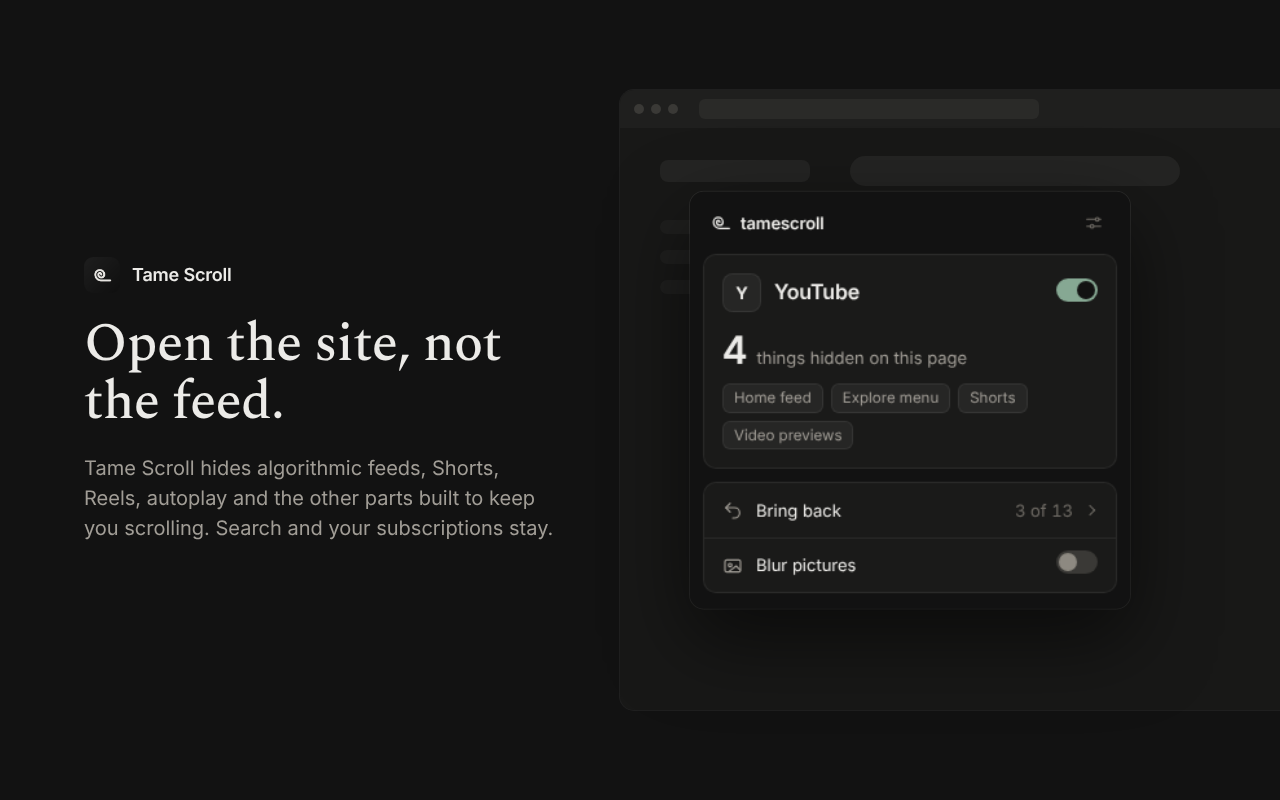 Tame Scroll
Open the site, not
the feed.
Tame Scroll hides algorithmic feeds, Shorts,
Reels, autoplay and the other parts built to keep
you scrolling. Search and your subscriptions stay.
tamescroll
Y YouTube
4 things hidden on this page
Home feed Explore menu Shorts
Video previews
Bring back 3 of 13
Blur pictures